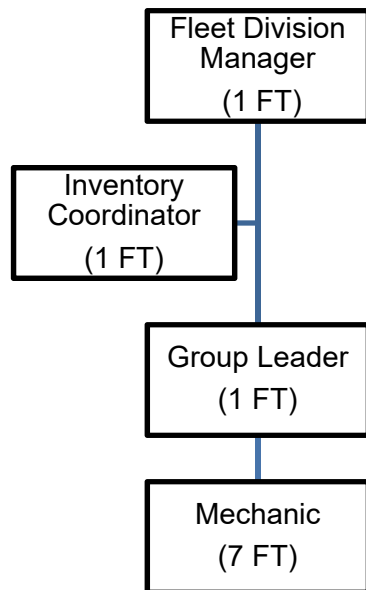 Fleet Division
Manager
(1 FT)
Inventory
Coordinator
(1 FT)
Group Leader
(1 FT)
Mechanic
(7 FT)